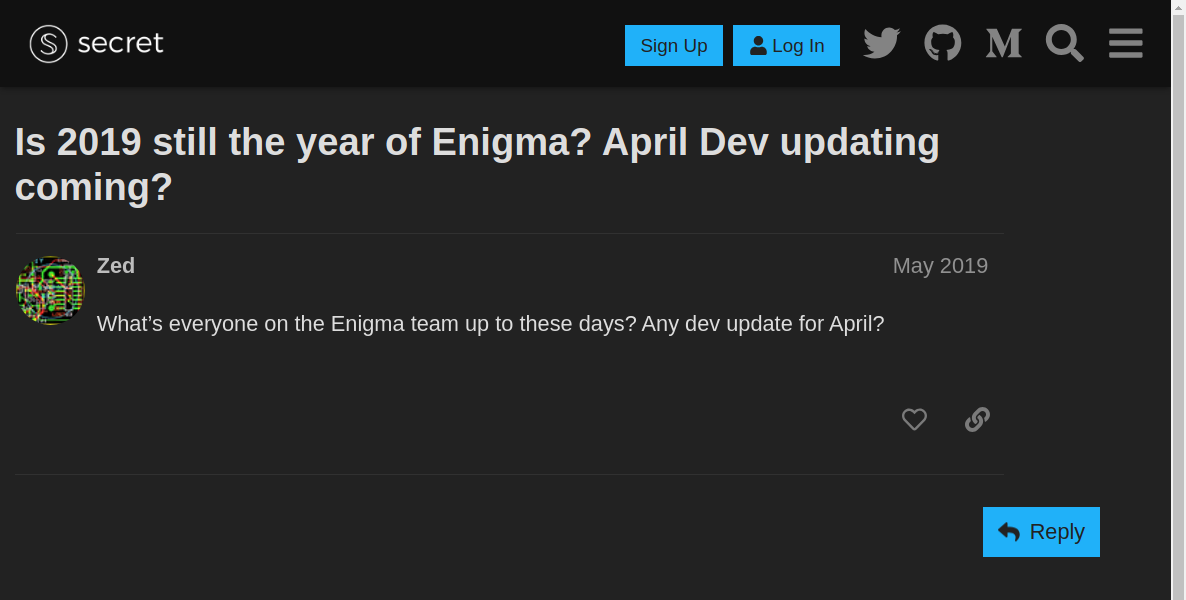 secret
Sign Up
Log In
Is 2019 still the year of Enigma? April Dev updating
coming?
Zed
May 2019
What’s everyone on the Enigma team up to these days? Any dev update for April?
Reply